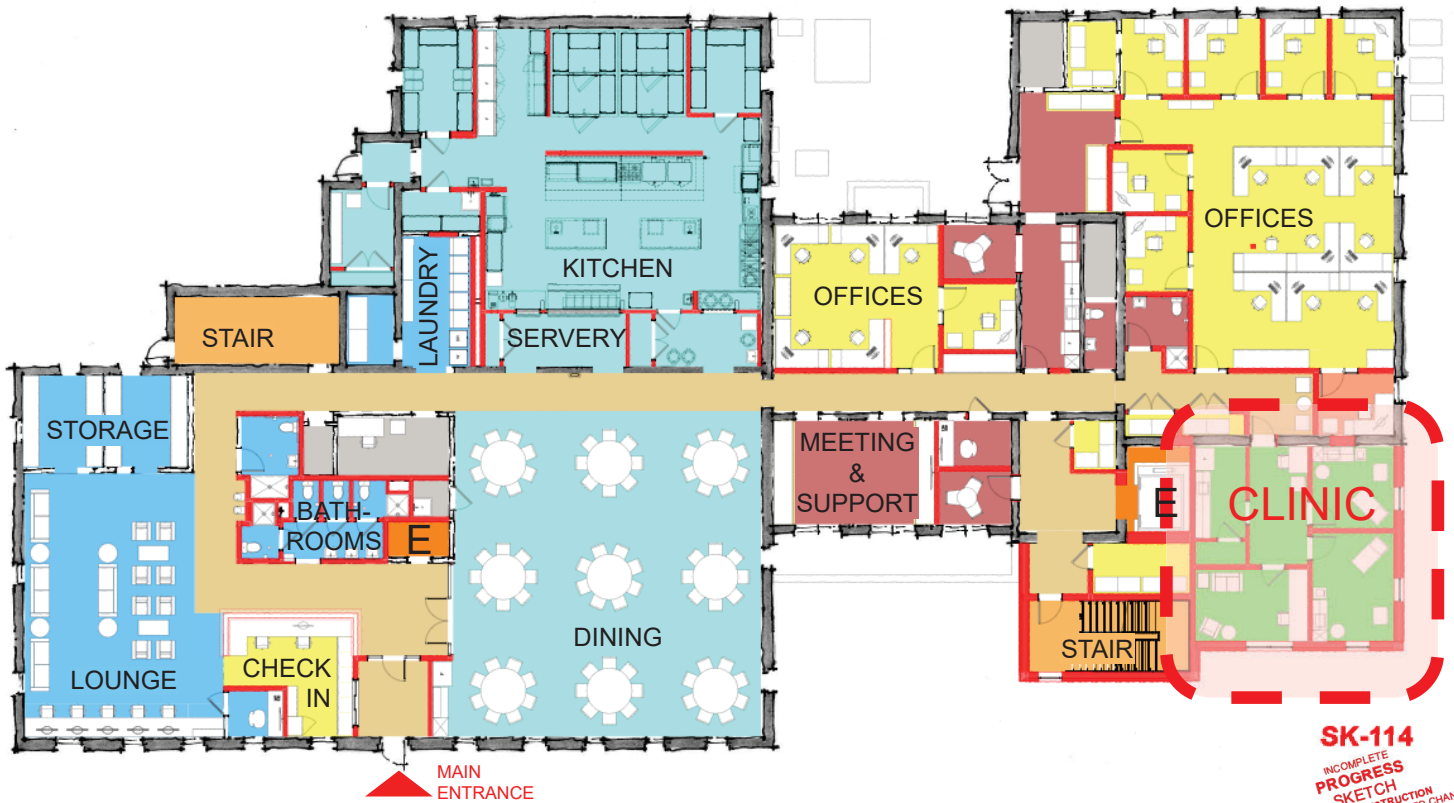 OFFICES
KITCHEN
OFFICES
LAUNDRY
STAIR
SERVERY
STORAGE
MEETING
&
SUPPORT
E
CLINIC
BATH-
ROOMS
E
DINING
STAIR
CHECK
IN
LOUNGE
MAIN
ENTRANCE
SK-114
INCOMPLETE
PROGRESS
SKETCH